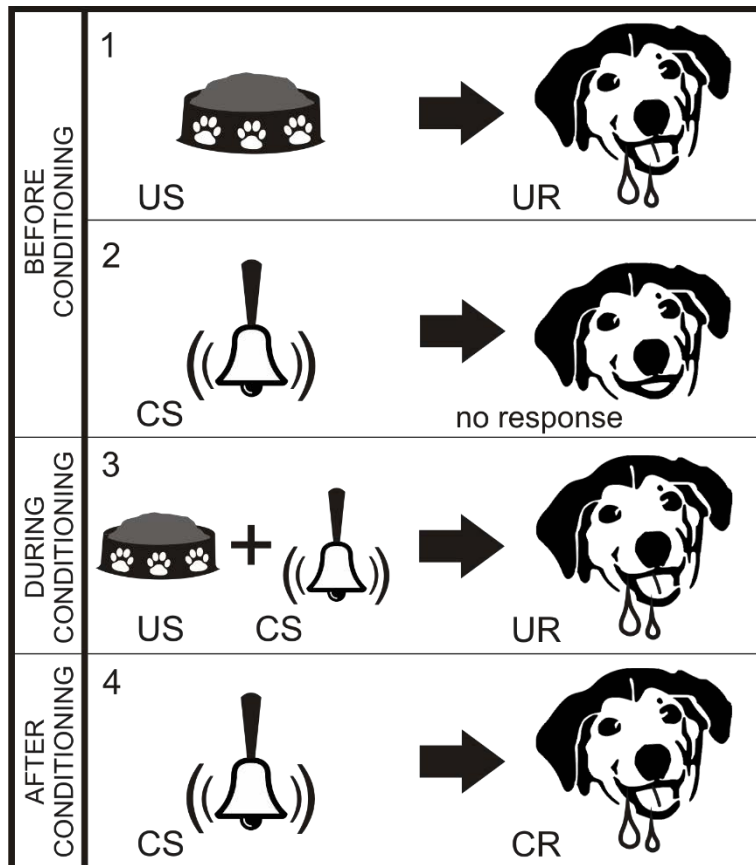 BEFORE
CONDITIONING
1
US
UR
2
CS
no response
DURING
CONDITIONING
3
+
US
CS
UR
AFTER
CONDITIONING
4
CS
CR